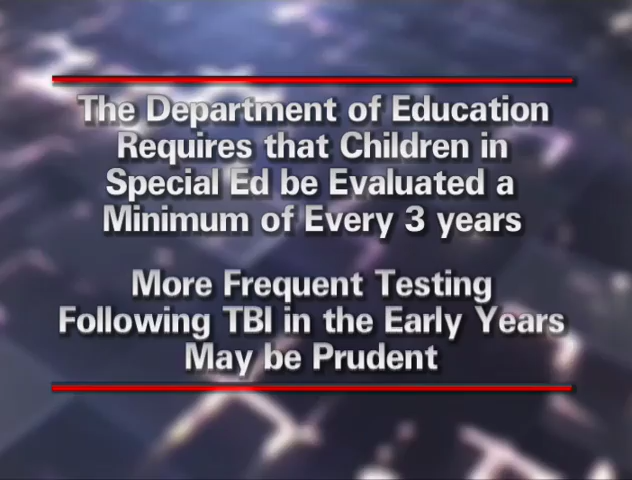 The Department of Education
Requires that Children in
Special Ed be Evaluated a
Minimum of Every 3 years
More Frequent Testing
Following TBI in the Early Years
May be Prudent